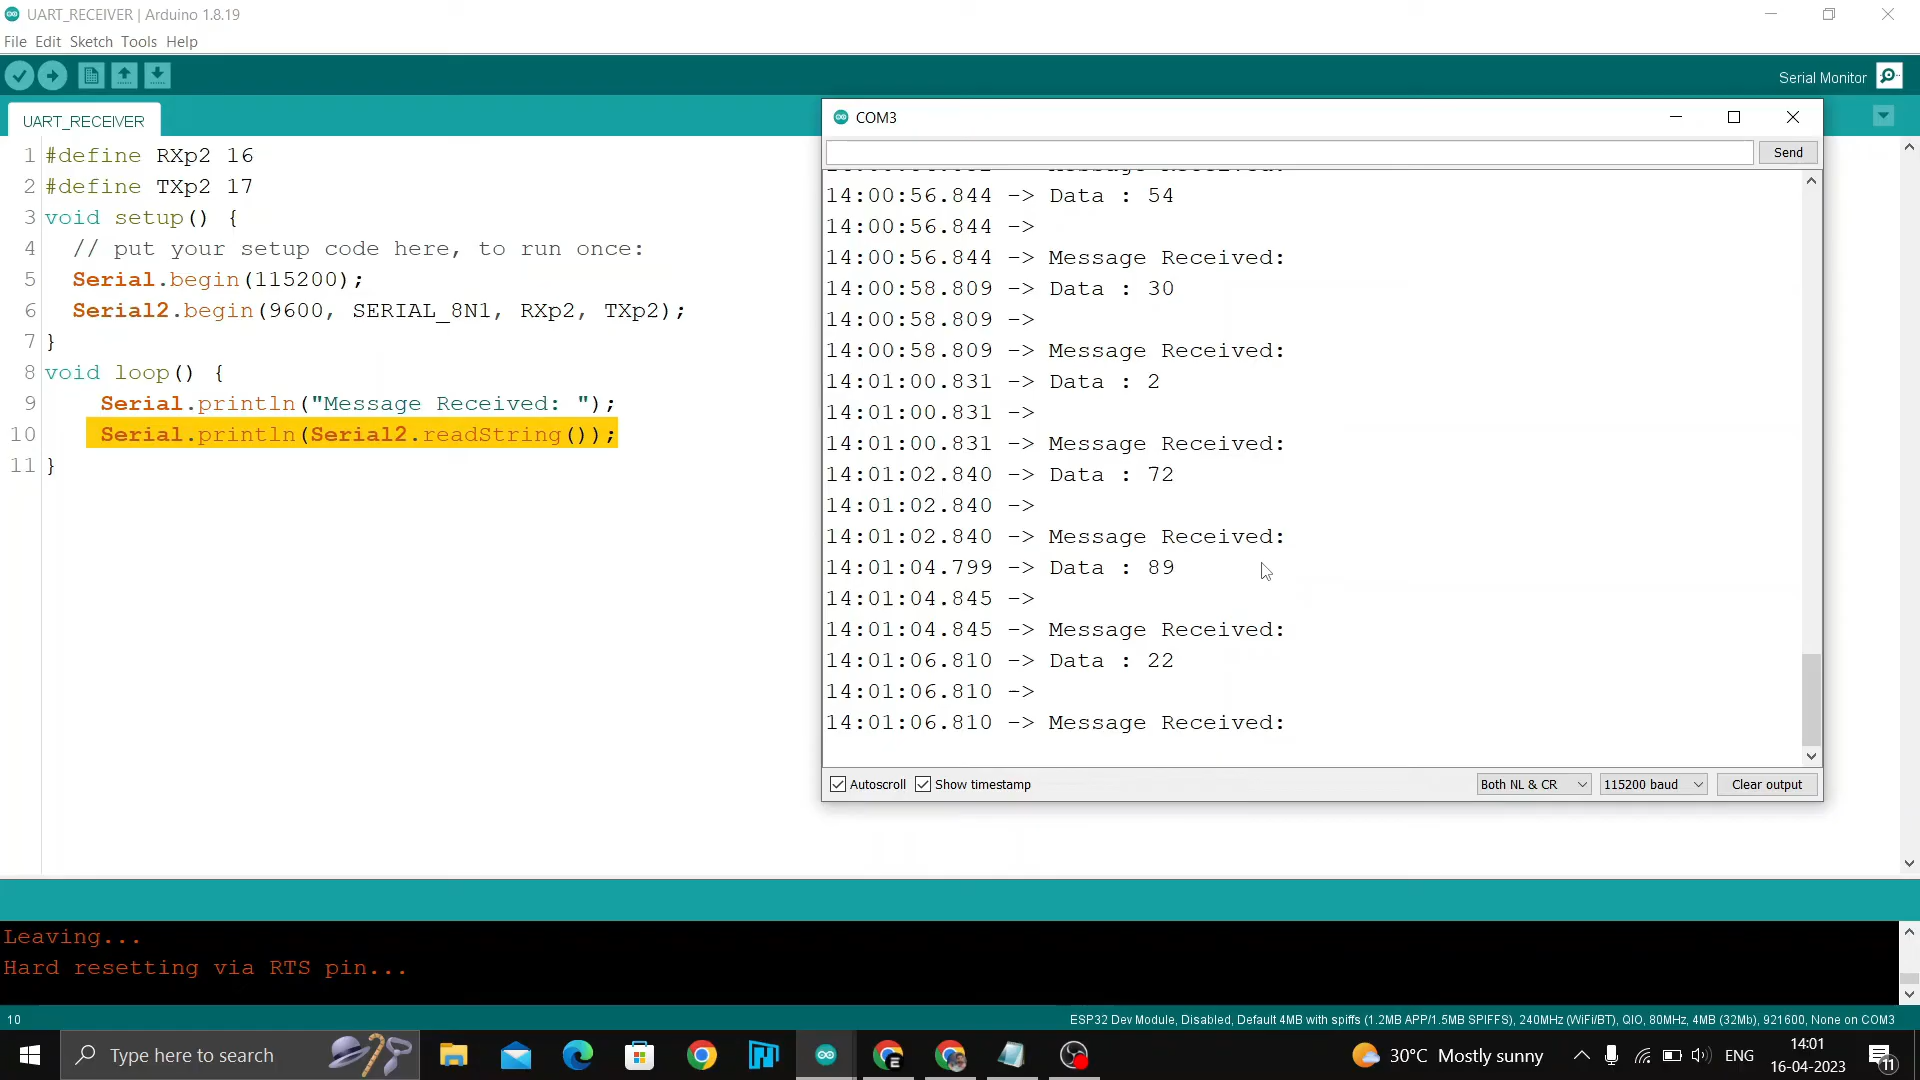 UART_RECEIVER | Arduino 1.8.19
File Edit Sketch Tools Help
Serial Monitor
UART_RECEIVER
1 #define RXp2 16
2 #define TXp2 17
3 void setup() {
4 // put your setup code here, to run once:
5 Serial.begin(115200);
6 Serial2.begin(9600, SERIAL_8N1, RXp2, TXp2);
7 }
8 void loop() {
9 Serial.println("Message Received: ");
10 Serial.println(Serial2.readString());
11 }
COM3
Send
14:00:56.844 -> Data : 54
14:00:56.844 ->
14:00:56.844 -> Message Received:
14:00:58.809 -> Data : 30
14:00:58.809 ->
14:00:58.809 -> Message Received:
14:01:00.831 -> Data : 2
14:01:00.831 ->
14:01:00.831 -> Message Received:
14:01:02.840 -> Data : 72
14:01:02.840 ->
14:01:02.840 -> Message Received:
14:01:04.799 -> Data : 89
14:01:04.845 ->
14:01:04.845 -> Message Received:
14:01:06.810 -> Data : 22
14:01:06.810 ->
14:01:06.810 -> Message Received:
Autoscroll Show timestamp Both NL & CR 115200 baud Clear output
Leaving...
Hard resetting via RTS pin...
10 ESP32 Dev Module, Disabled, Default 4MB with spiffs (1.2MB APP/1.5MB SPIFFS), 240MHz (WiFi/BT), QIO, 80MHz, 4MB (32Mb), 921600, None on COM3
Type here to search
30°C Mostly sunny
ENG
14:01
16-04-2023
11